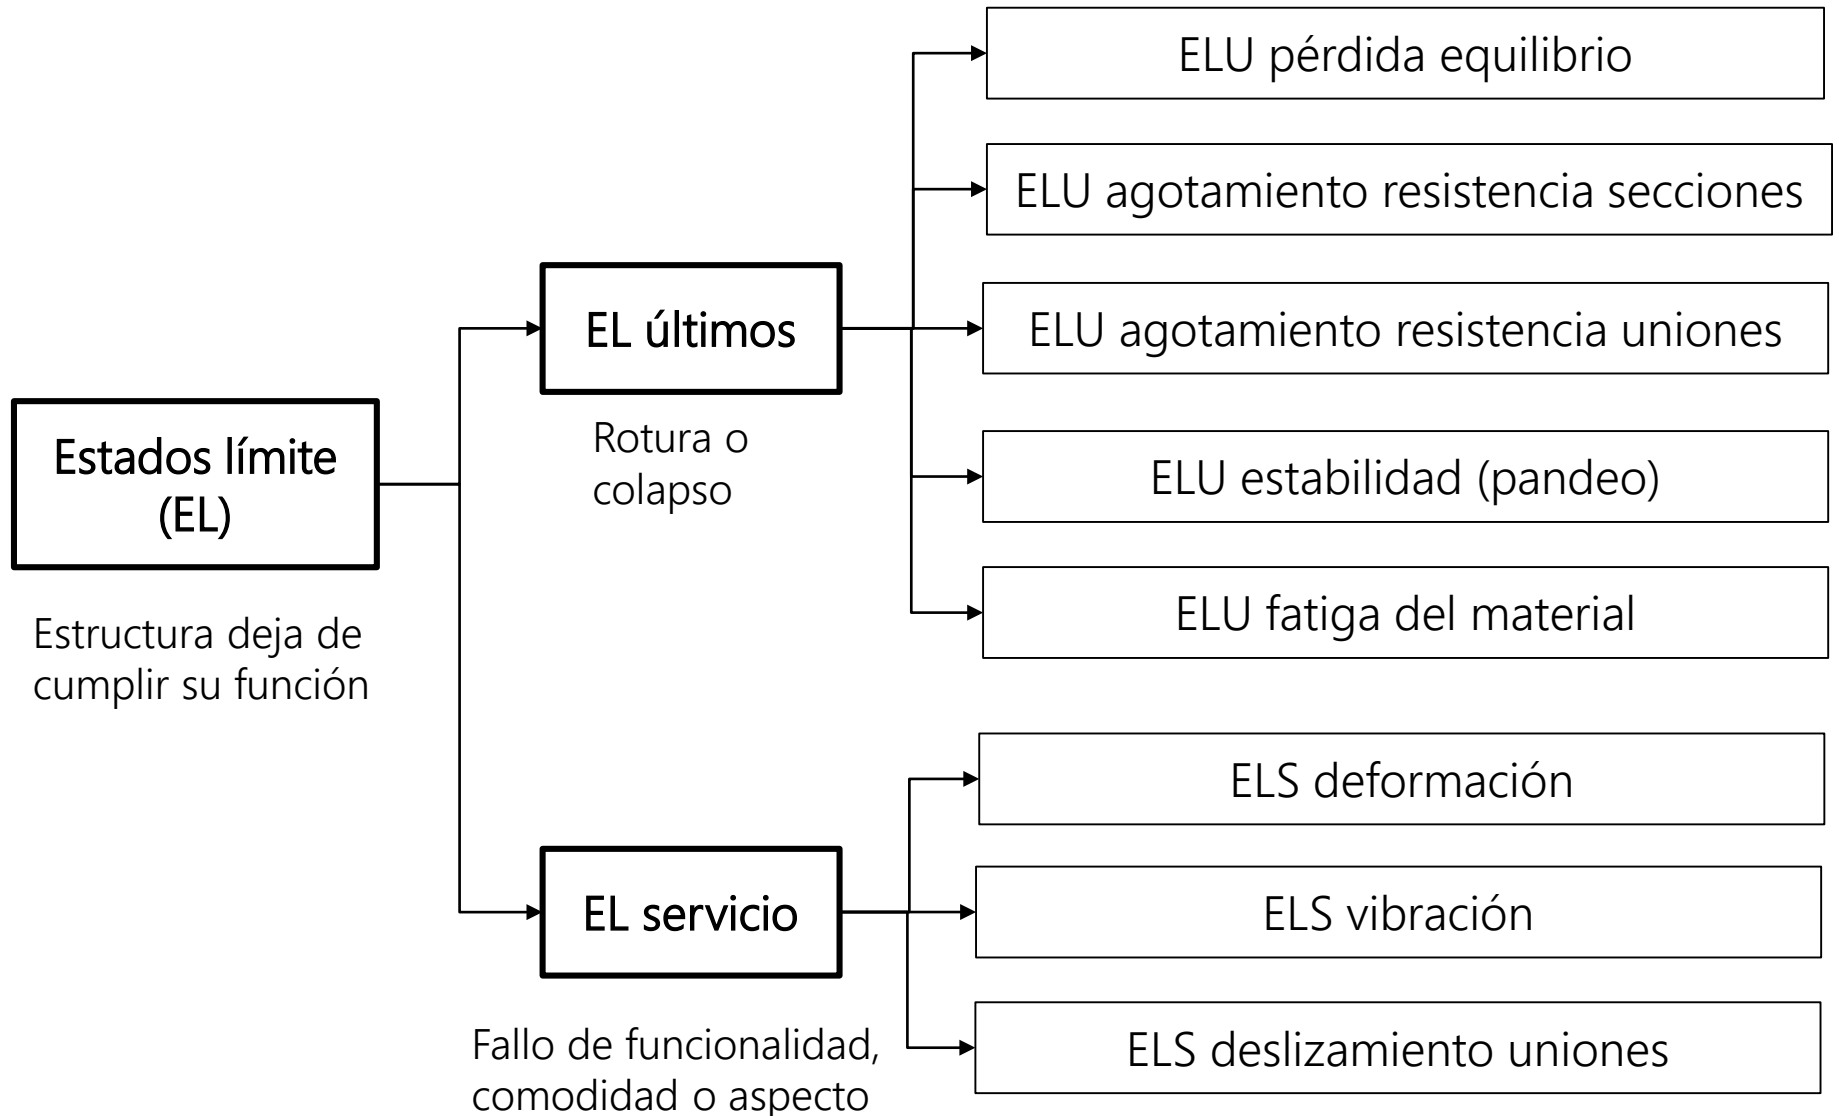 Estados límite
(EL)
Estructura deja de
cumplir su función
EL últimos
Rotura o
colapso
ELU pérdida equilibrio
ELU agotamiento resistencia secciones
ELU agotamiento resistencia uniones
ELU estabilidad (pandeo)
ELU fatiga del material
EL servicio
Fallo de funcionalidad,
comodidad o aspecto
ELS deformación
ELS vibración
ELS deslizamiento uniones